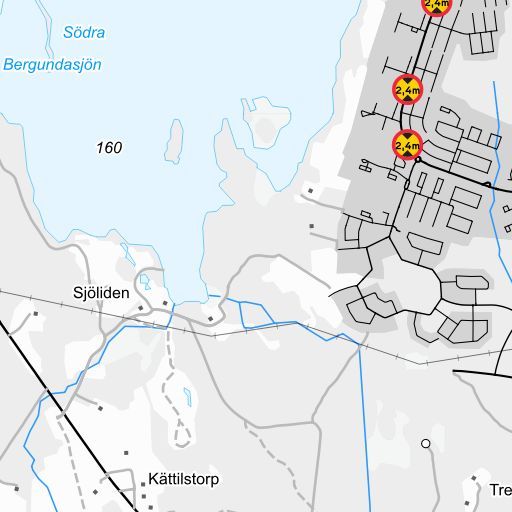 2,4m
Södra
Bergundasjön
2,4m
160
2,4m
Sjöliden
Kättilstorp
Tre